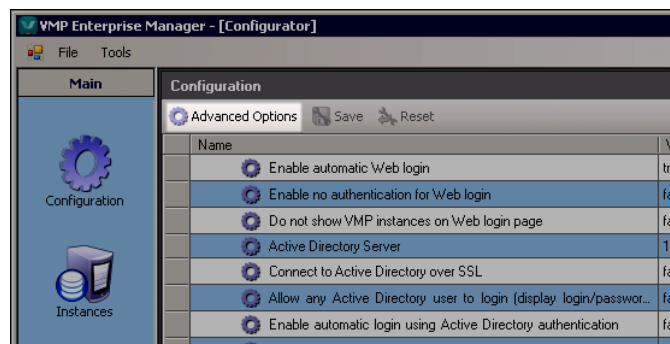 VMP Enterprise Manager - [Configurator]
File Tools
Main
Configuration
Advanced Options Save Reset
Name
Enable automatic Web login
Enable no authentication for Web login
Configuration
Do not show VMP instances on Web login page
Active Directory Server
Connect to Active Directory over SSL
Allow any Active Directory user to login (display login/passwor...
Instances
Enable automatic login using Active Directory authentication